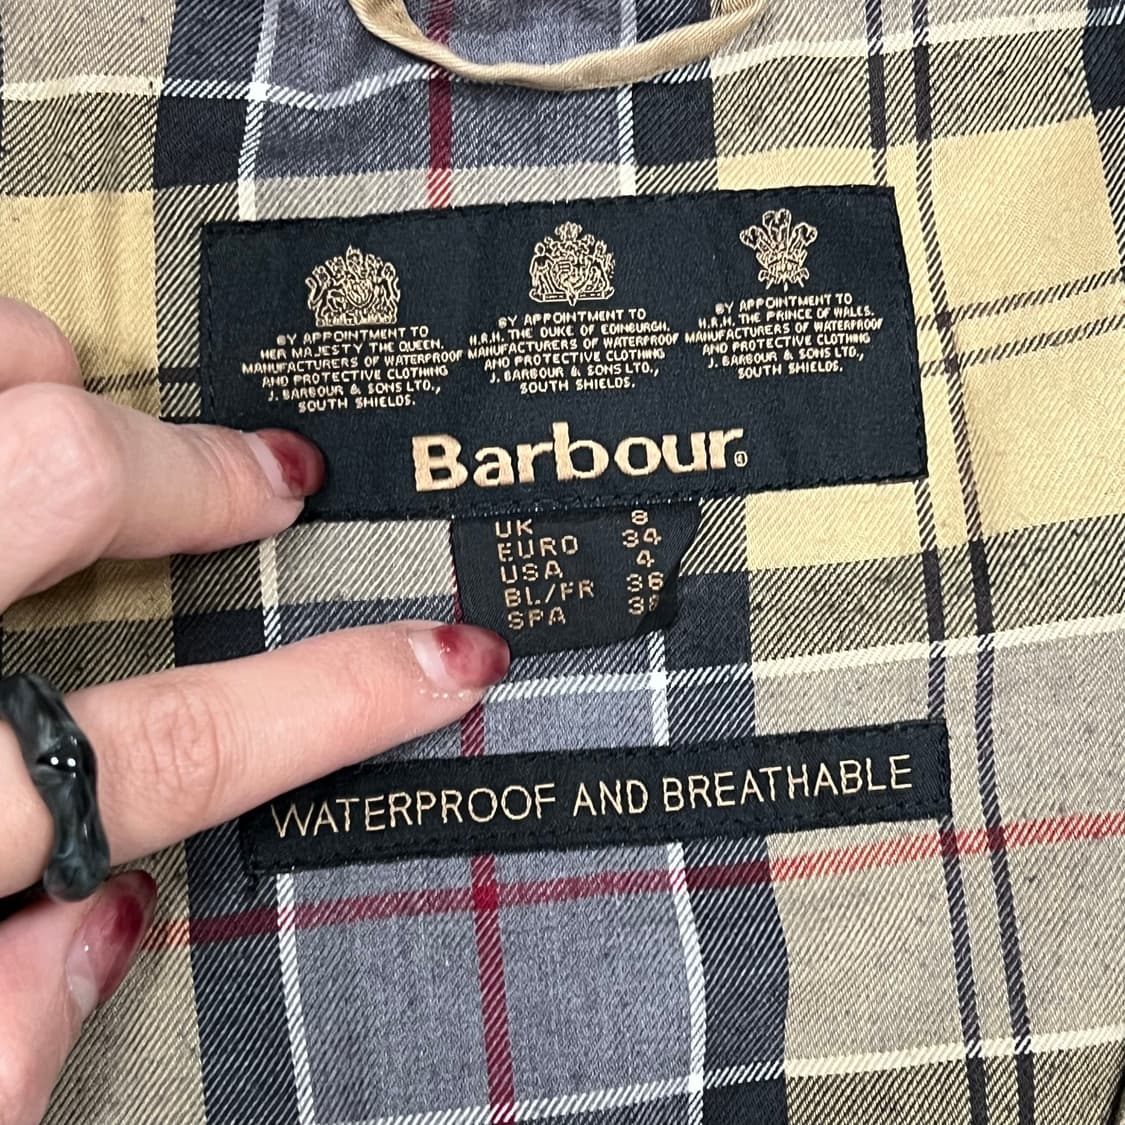 BY APPOINTMENT TO
HER MAJESTY THE QUEEN.
MANUFACTURERS OF WATERPROOF
AND PROTECTIVE CLOTHING
J. BARBOUR & SONS LTD.,
SOUTH SHIELDS.
BY APPOINTMENT TO
H.R.H. THE DUKE OF EDINBURGH.
MANUFACTURERS OF WATERPROOF
AND PROTECTIVE CLOTHING
J. BARBOUR & SONS LTD.,
SOUTH SHIELDS.
BY APPOINTMENT TO
H.R.H. THE PRINCE OF WALES.
MANUFACTURERS OF WATERPROOF
AND PROTECTIVE CLOTHING
J. BARBOUR & SONS LTD.,
SOUTH SHIELDS.
Barbour®
UK 8
EURO 34
USA 4
BL/FR 36
SPA
WATERPROOF AND BREATHABLE